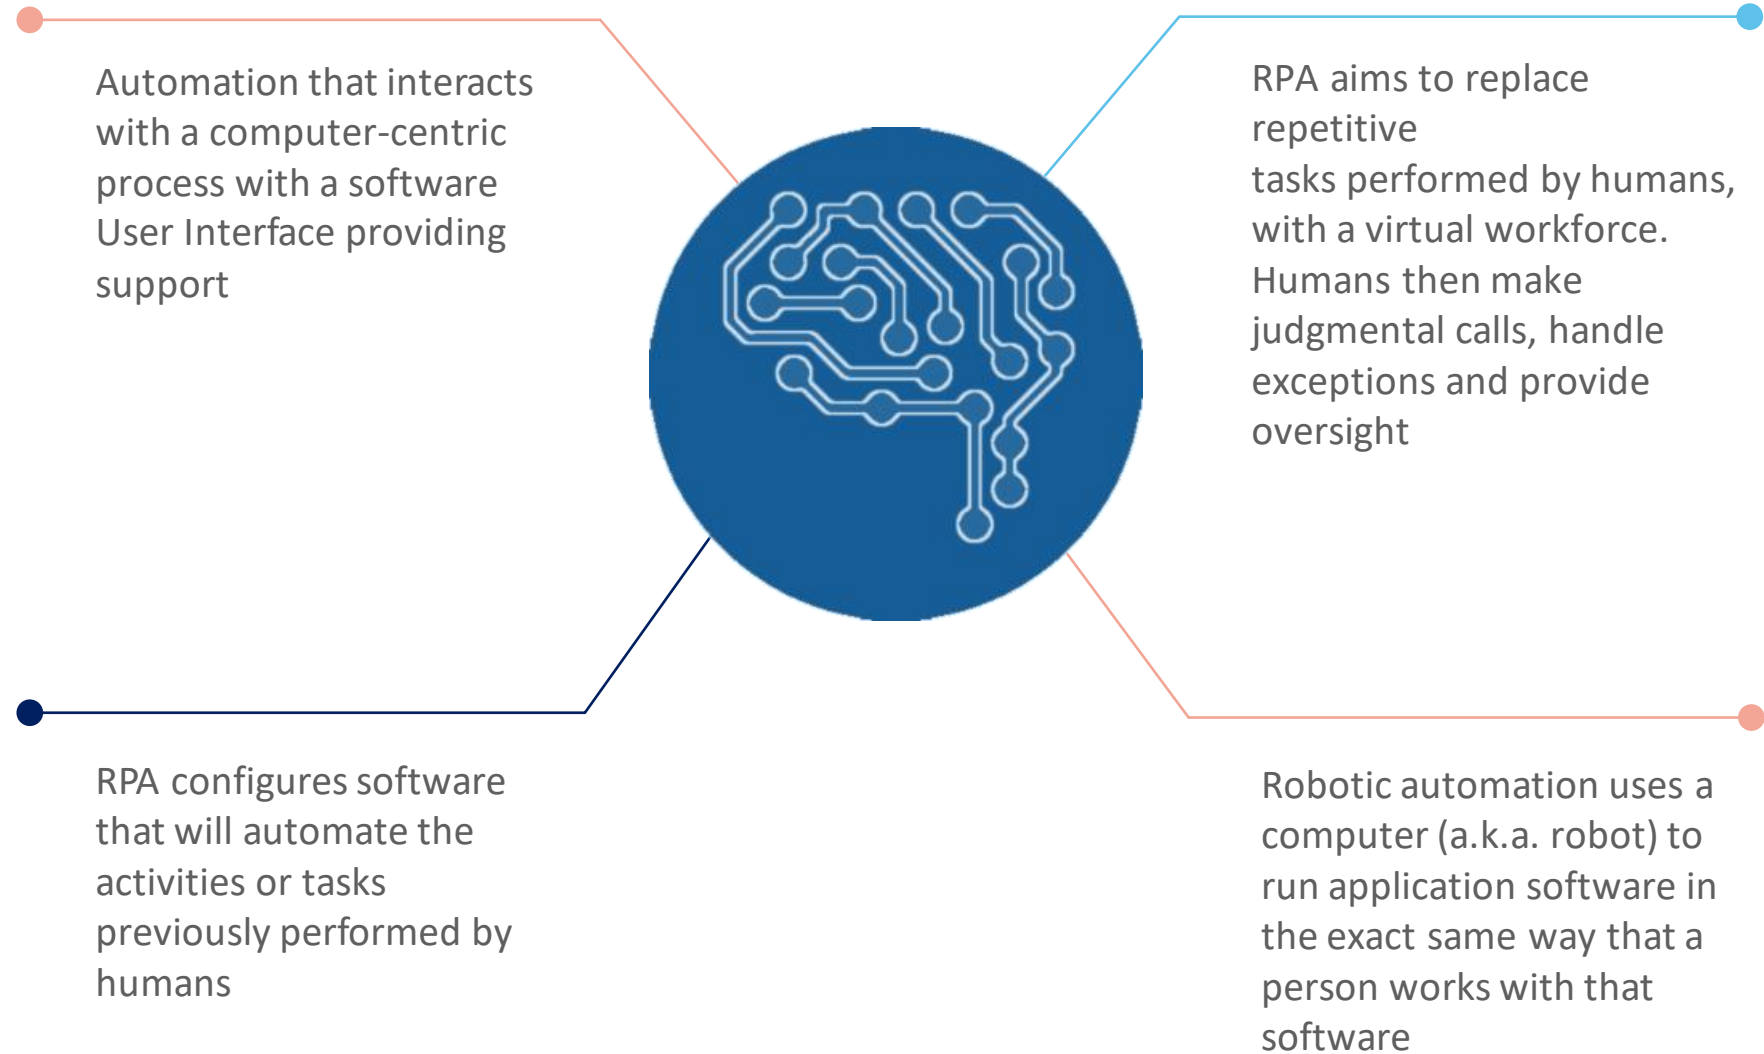 Automation that interacts
with a computer-centric
process with a software
User Interface providing
support
RPA aims to replace
repetitive
tasks performed by humans,
with a virtual workforce.
Humans then make
judgmental calls, handle
exceptions and provide
oversight
RPA configures software
that will automate the
activities or tasks
previously performed by
humans
Robotic automation uses a
computer (a.k.a. robot) to
run application software in
the exact same way that a
person works with that
software